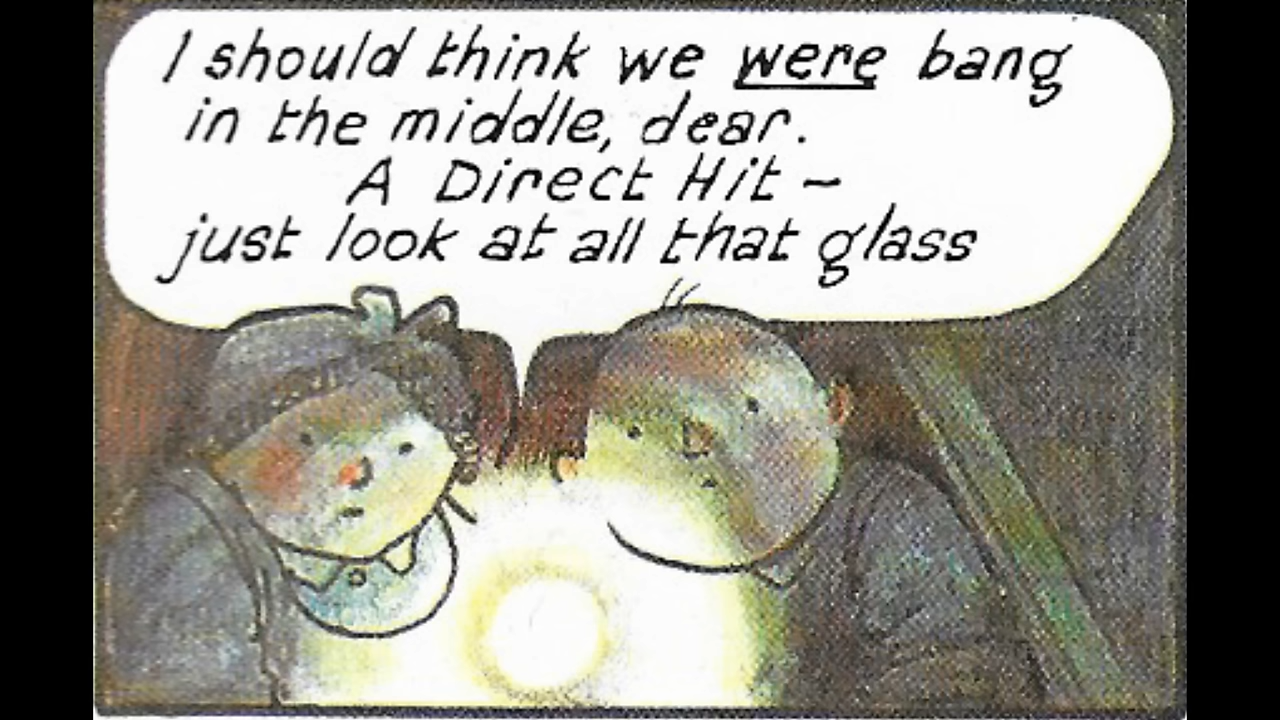 I should think we were bang
in the middle, dear.
A Direct Hit –
just look at all that glass